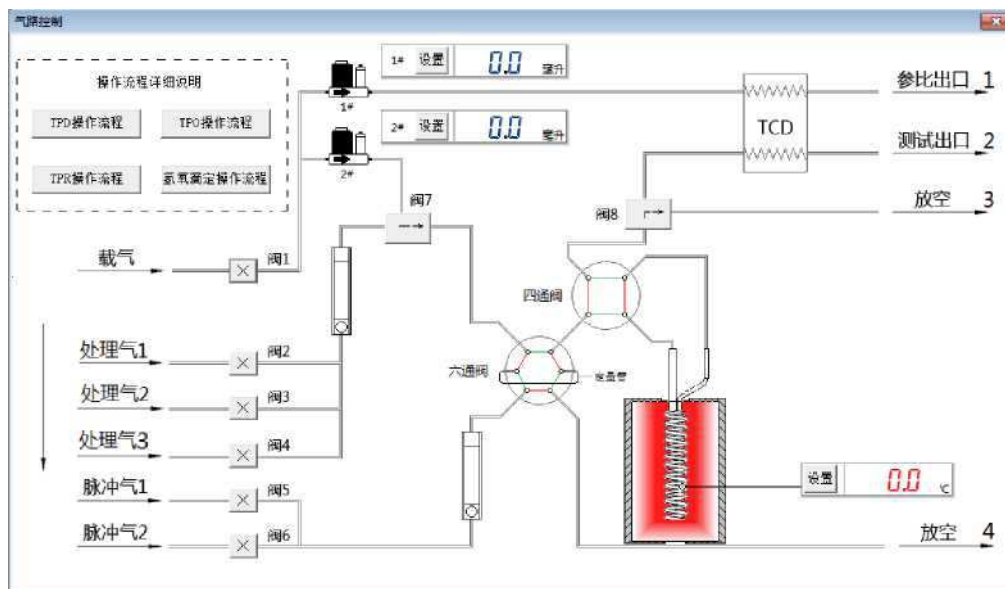 气路控制
操作流程详细说明
TPD操作流程
TPO操作流程
TPR操作流程
氢氧滴定操作流程
1# 设置 0.0 毫升
1#
2# 设置 0.0 毫升
2#
TCD
参比出口 1
测试出口 2
放空 3
阀7
阀8
载气
阀1
四通阀
处理气1
阀2
六通阀
定量管
处理气2
阀3
处理气3
阀4
设置 0.0 ℃
脉冲气1
阀5
脉冲气2
阀6
放空 4